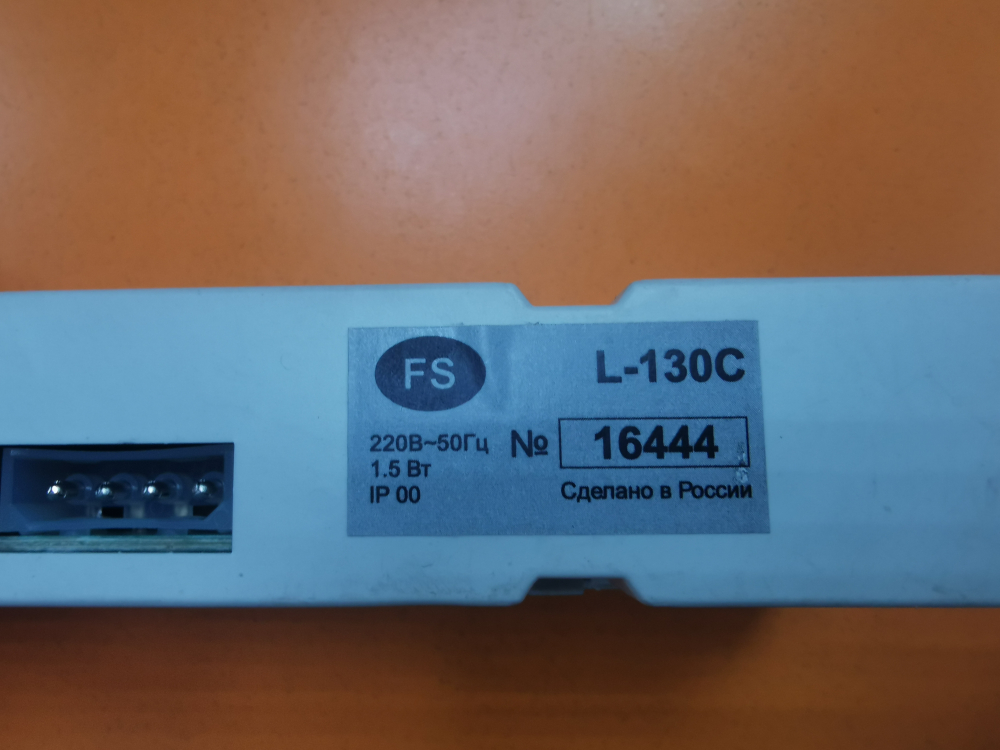 FS
L-130C
220В~50Гц
1.5 Вт
IP 00
№ 16444
Сделано в России